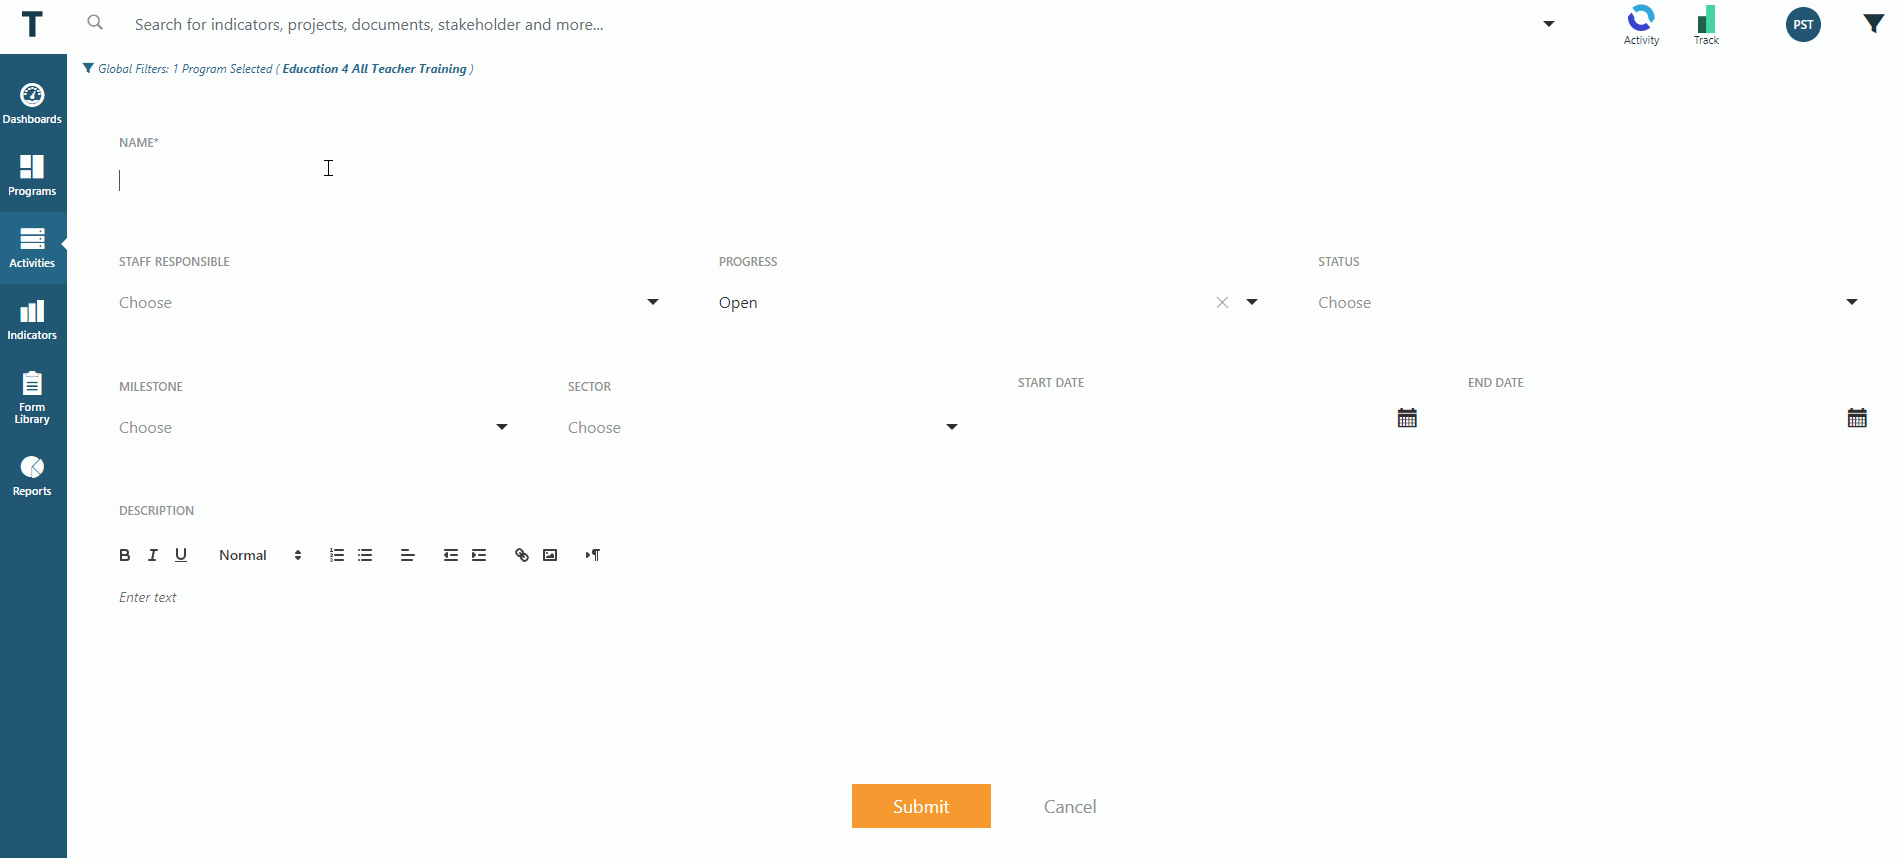 T
Search for indicators, projects, documents, stakeholder and more...
Activity
Track
PST
Global Filters: 1 Program Selected ( Education 4 All Teacher Training )
Dashboards
Programs
Activities
Indicators
Form
Library
Reports
NAME*
STAFF RESPONSIBLE
Choose
PROGRESS
Open
STATUS
Choose
MILESTONE
Choose
SECTOR
Choose
START DATE
END DATE
DESCRIPTION
B I U Normal
Enter text
Submit
Cancel